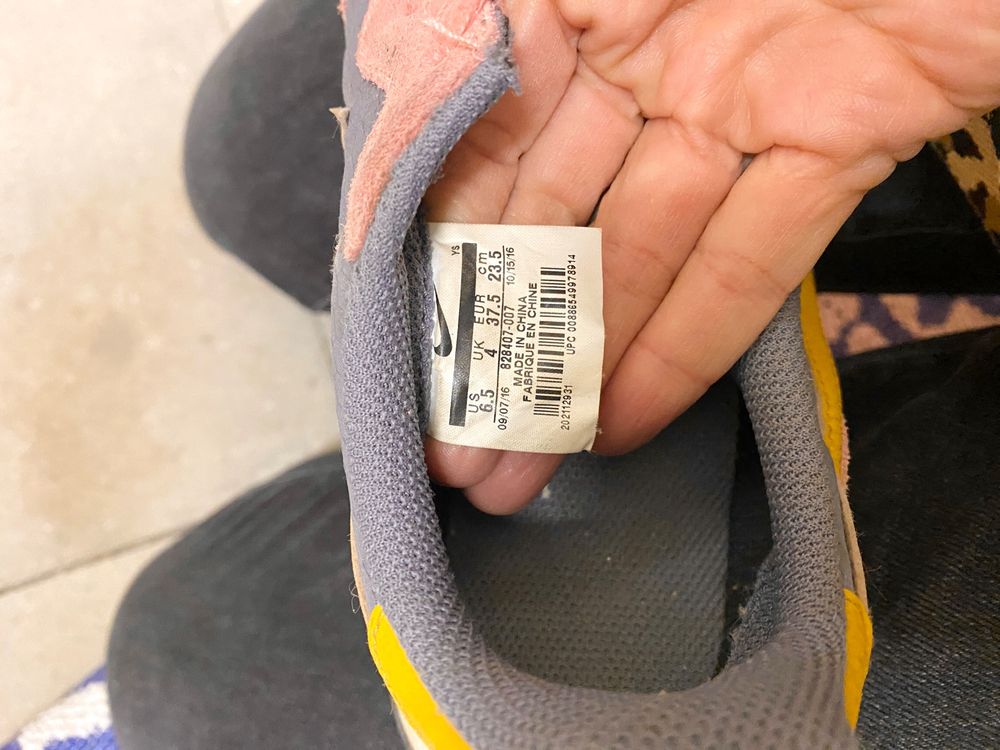 YS
US UK EUR cm
6.5 4 37.5 23.5
09/07/16 828407-007 10/15/16
MADE IN CHINA
FABRIQUE EN CHINE
202112931 UPC 00886549978914